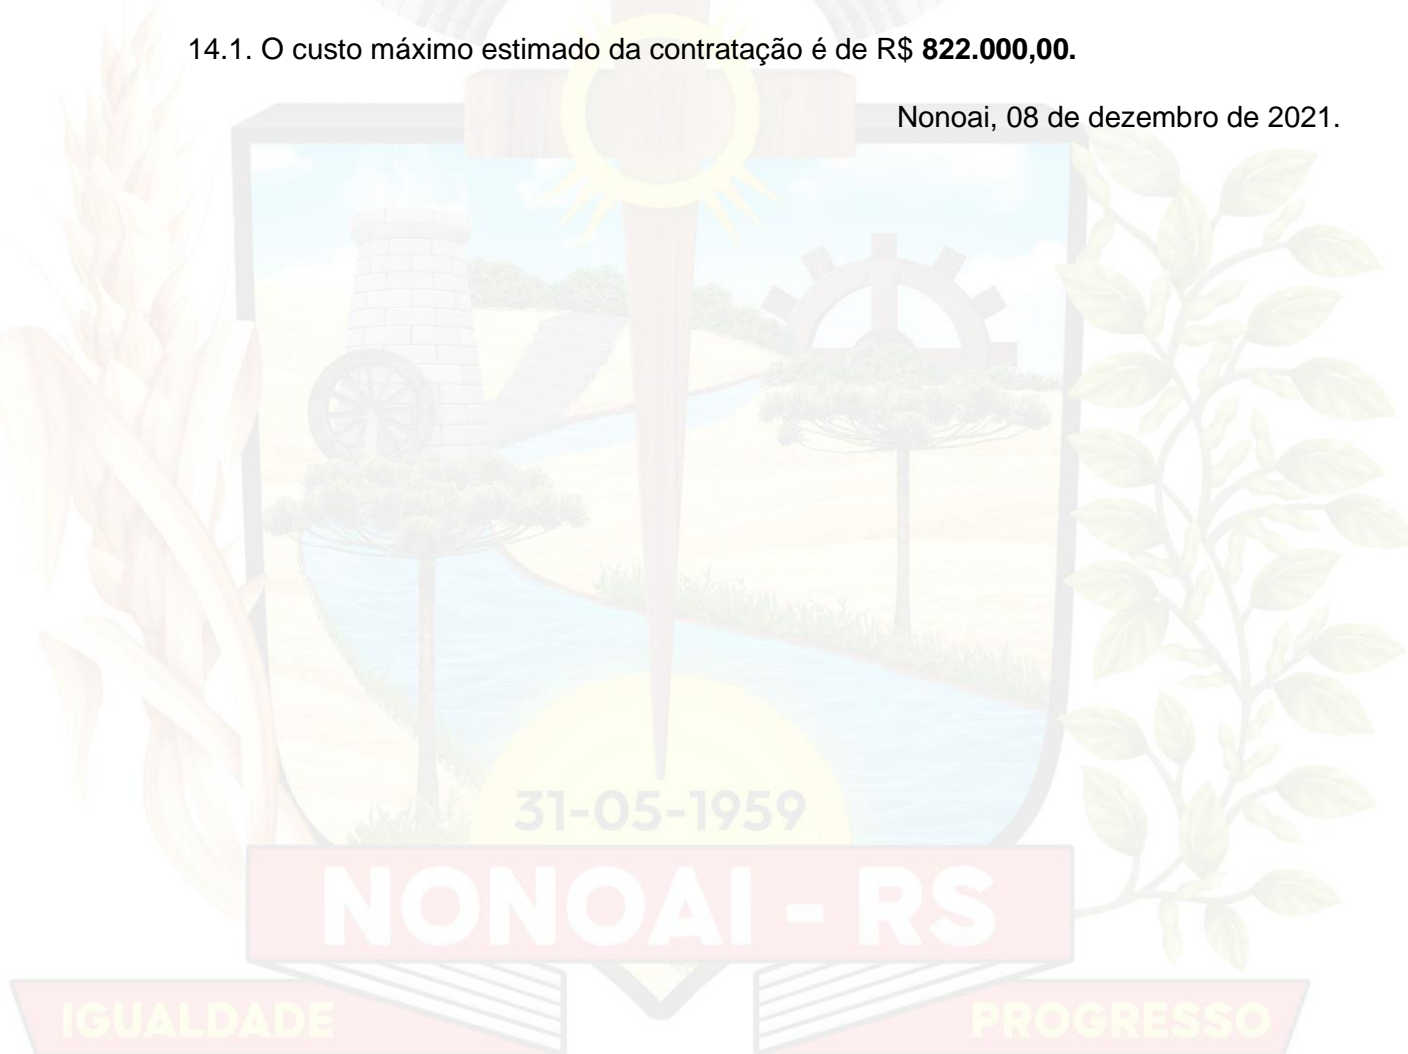 14.1. O custo máximo estimado da contratação é de R$ 822.000,00.
Nonoai, 08 de dezembro de 2021.
31-05-1959
NONOAI - RS
IGUALDADE
PROGRESSO